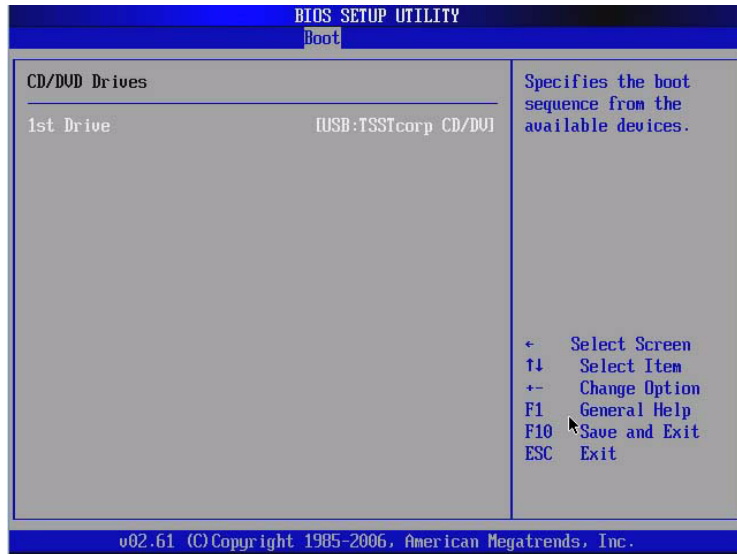 BIOS SETUP UTILITY
Boot
CD/DVD Drives
1st Drive [USB:TSSTcorp CD/DV]
Specifies the boot
sequence from the
available devices.
← Select Screen
↑↓ Select Item
+- Change Option
F1 General Help
F10 Save and Exit
ESC Exit
v02.61 (C)Copyright 1985-2006, American Megatrends, Inc.